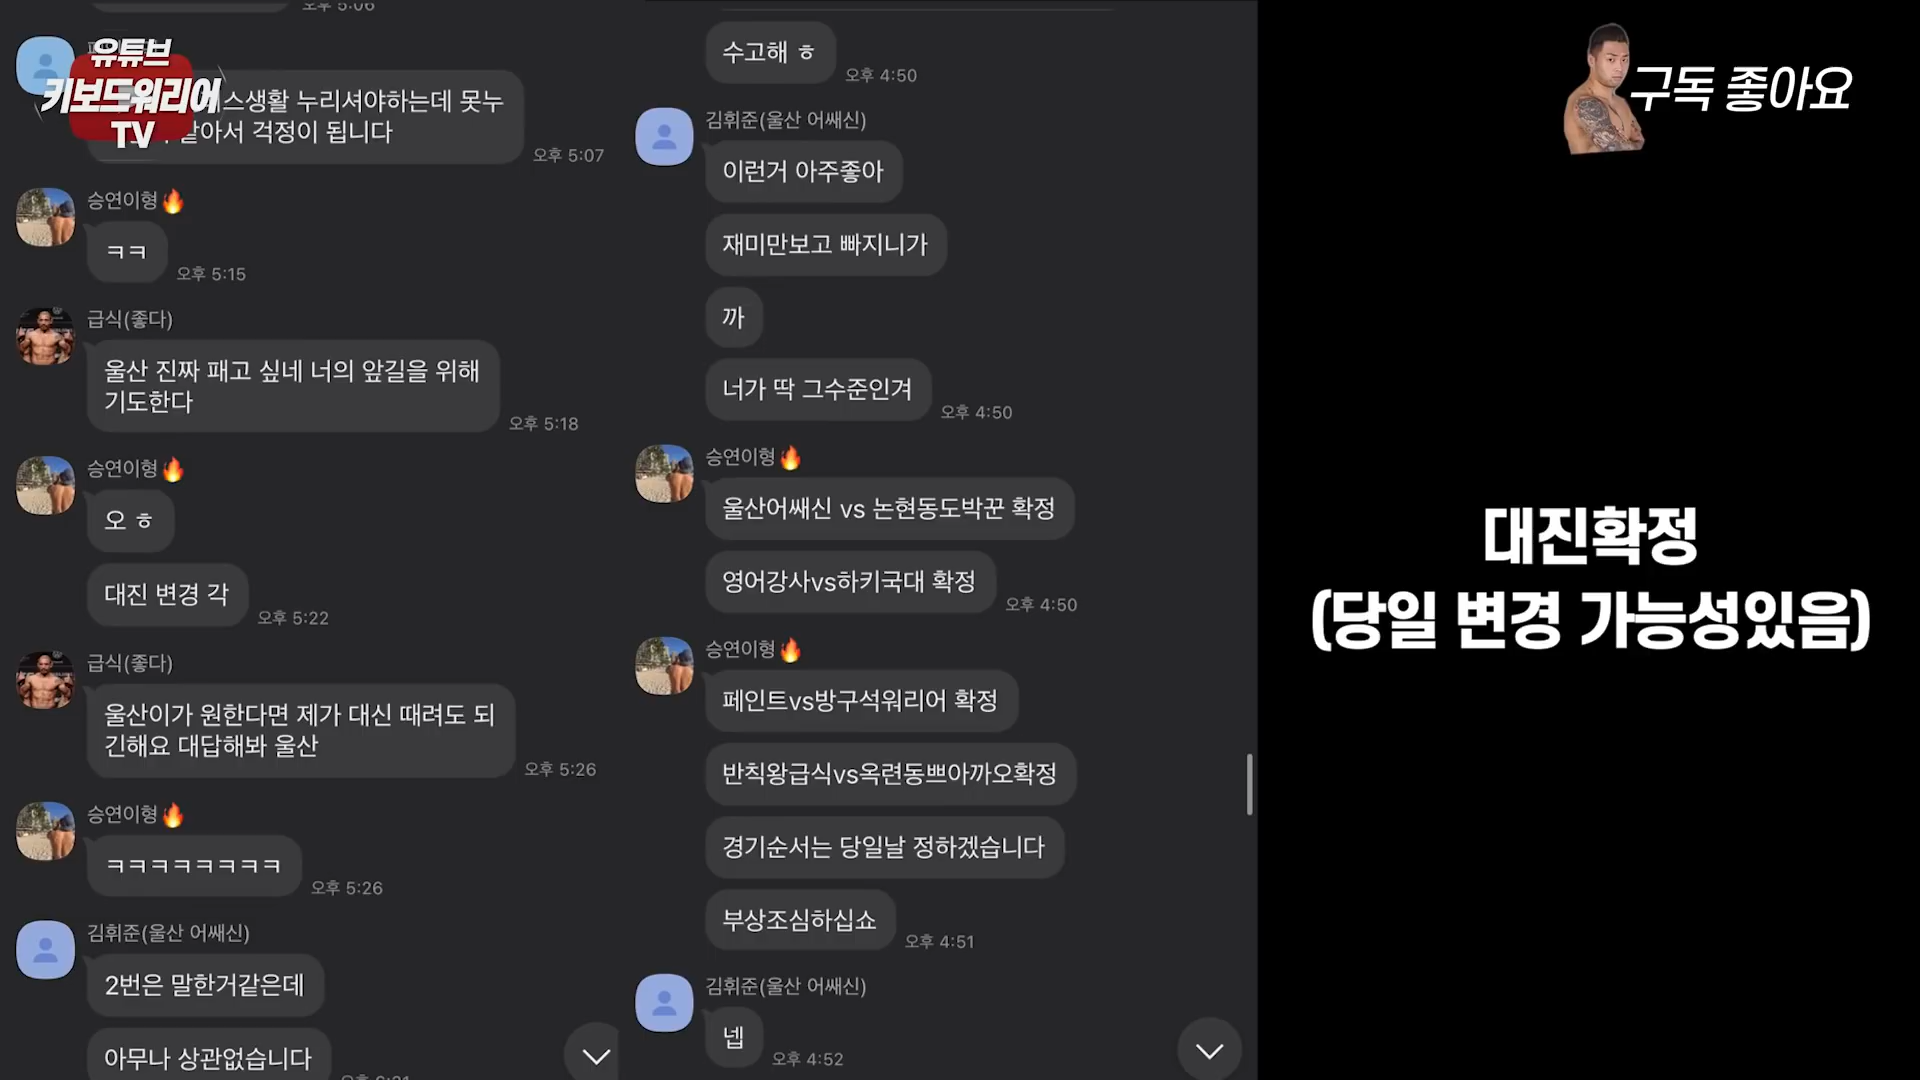 오후 5:06
유튜브
키보드워리어
TV
스생활 누리셔야하는데 못누
같아서 걱정이 됩니다
오후 5:07
승연이형🔥
ㅋㅋ
오후 5:15
급식(좋다)
울산 진짜 패고 싶네 너의 앞길을 위해
기도한다
오후 5:18
승연이형🔥
오 ㅎ
대진 변경 각
오후 5:22
급식(좋다)
울산이가 원한다면 제가 대신 때려도 되
긴해요 대답해봐 울산
오후 5:26
승연이형🔥
ㅋㅋㅋㅋㅋㅋㅋㅋ
오후 5:26
김휘준(울산 어쌔신)
2번은 말한거같은데
아무나 상관없습니다
수고해 ㅎ
오후 4:50
김휘준(울산 어쌔신)
이런거 아주좋아
재미만보고 빠지니가
까
너가 딱 그수준인겨
오후 4:50
승연이형🔥
울산어쌔신 vs 논현동도박꾼 확정
영어강사vs하키국대 확정
오후 4:50
승연이형🔥
페인트vs방구석워리어 확정
반칙왕급식vs옥련동쁘아까오확정
경기순서는 당일날 정하겠습니다
부상조심하십쇼
오후 4:51
김휘준(울산 어쌔신)
넵
오후 4:52
구독 좋아요
대진확정
(당일 변경 가능성있음)